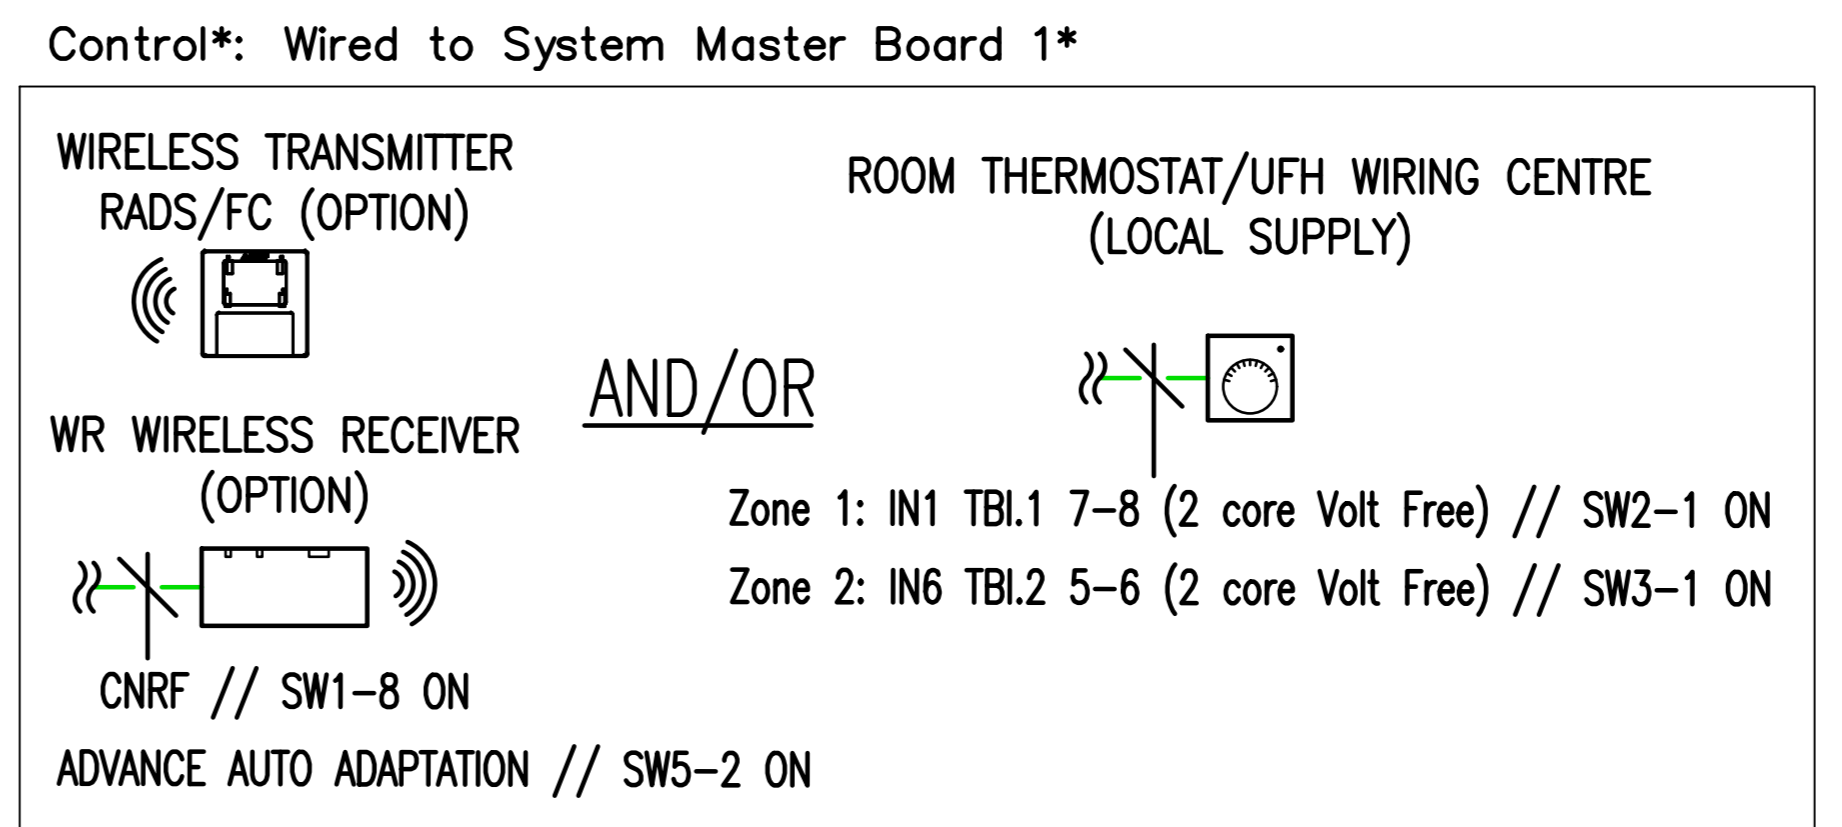 Control*: Wired to System Master Board 1*
WIRELESS TRANSMITTER
RADS/FC (OPTION)
WR WIRELESS RECEIVER
(OPTION)
CNRF // SW1-8 ON
ADVANCE AUTO ADAPTATION // SW5-2 ON
AND/OR
ROOM THERMOSTAT/UFH WIRING CENTRE
(LOCAL SUPPLY)
Zone 1: IN1 TBI.1 7-8 (2 core Volt Free) // SW2-1 ON
Zone 2: IN6 TBI.2 5-6 (2 core Volt Free) // SW3-1 ON